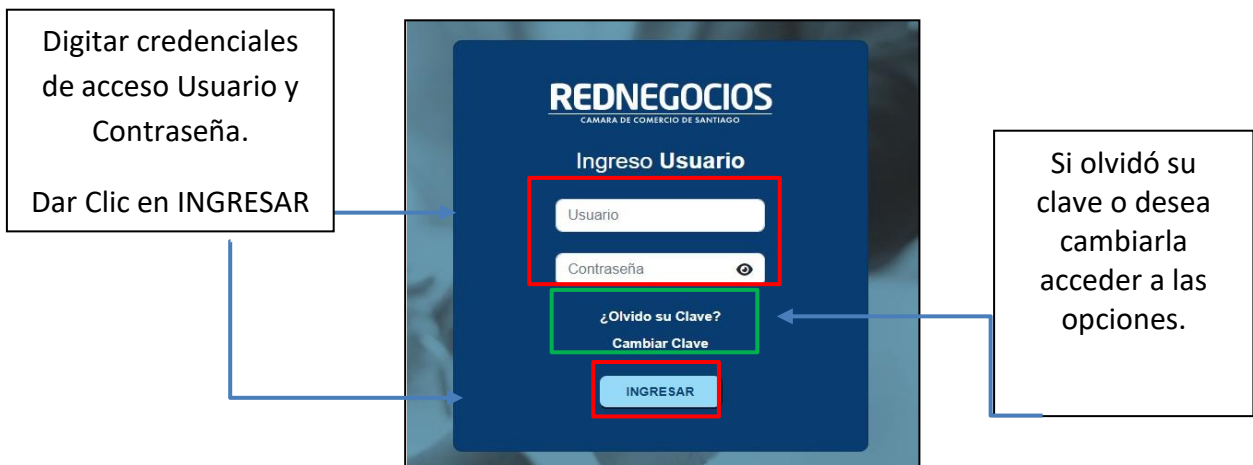 Digitar credenciales
de acceso Usuario y
Contraseña.
Dar Clic en INGRESAR
REDNEGOCIOS
CAMARA DE COMERCIO DE SANTIAGO
Ingreso Usuario
Usuario
Contraseña
¿Olvido su Clave?
Cambiar Clave
INGRESAR
Si olvidó su
clave o desea
cambiarla
acceder a las
opciones.